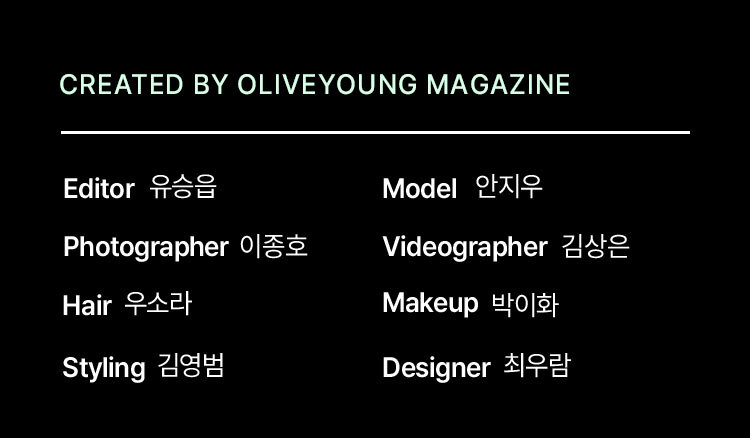 CREATED BY OLIVEYOUNG MAGAZINE
Editor 유승읍
Model 안지우
Photographer 이종호
Videographer 김상은
Hair 우소라
Makeup 박이화
Styling 김영범
Designer 최우람